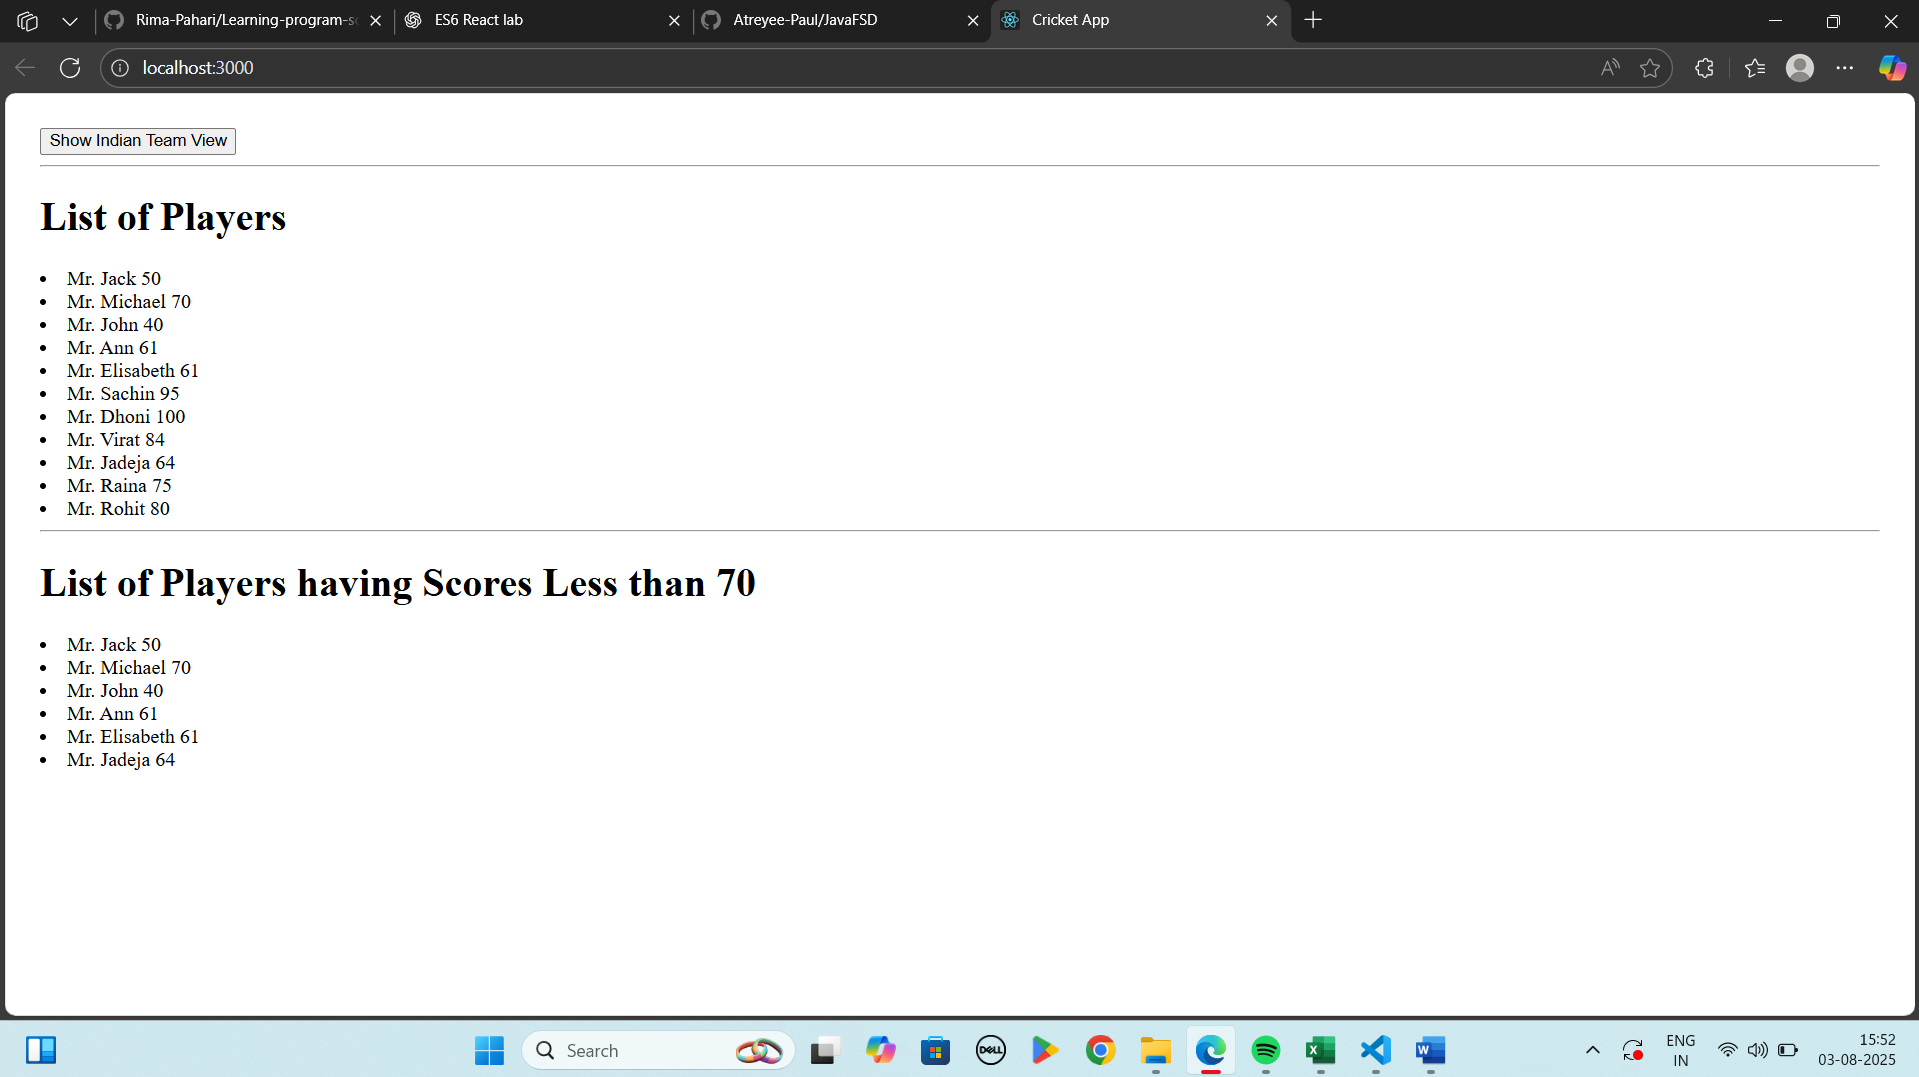 Rima-Pahari/Learning-program-so
ES6 React lab
Atreyee-Paul/JavaFSD
Cricket App
localhost:3000
Show Indian Team View
List of Players
Mr. Jack 50
Mr. Michael 70
Mr. John 40
Mr. Ann 61
Mr. Elisabeth 61
Mr. Sachin 95
Mr. Dhoni 100
Mr. Virat 84
Mr. Jadeja 64
Mr. Raina 75
Mr. Rohit 80
List of Players having Scores Less than 70
Mr. Jack 50
Mr. Michael 70
Mr. John 40
Mr. Ann 61
Mr. Elisabeth 61
Mr. Jadeja 64
Search
DELL
ENG
IN
15:52
03-08-2025